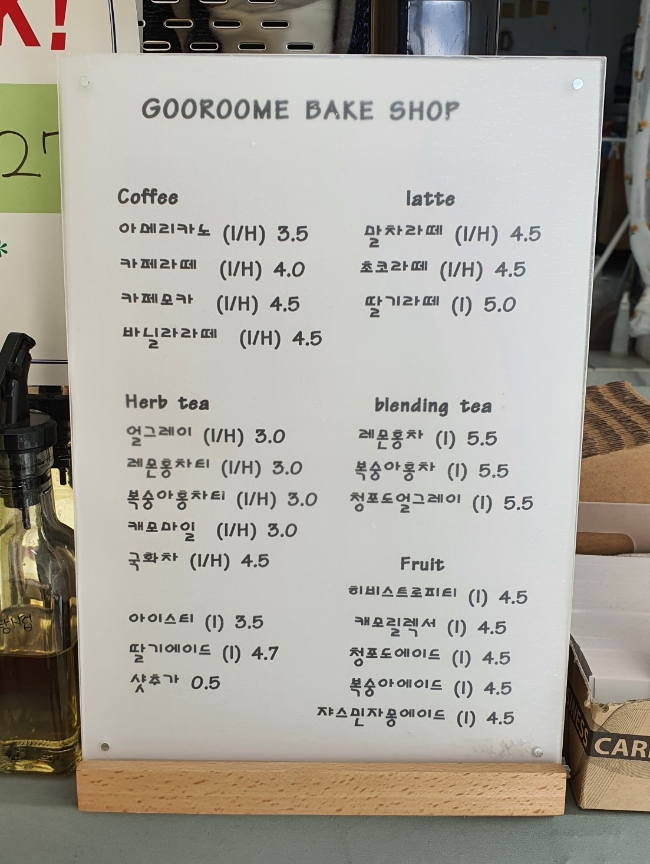 GOOROOME BAKE SHOP
Coffee
아메리카노 (I/H) 3.5
카페라떼 (I/H) 4.0
카페모카 (I/H) 4.5
바닐라라떼 (I/H) 4.5
latte
말차라떼 (I/H) 4.5
초코라떼 (I/H) 4.5
딸기라떼 (I) 5.0
Herb tea
얼그레이 (I/H) 3.0
레몬홍차티 (I/H) 3.0
복숭아홍차티 (I/H) 3.0
캐모마일 (I/H) 3.0
국화차 (I/H) 4.5
아이스티 (I) 3.5
딸기에이드 (I) 4.7
샷추가 0.5
blending tea
레몬홍차 (I) 5.5
복숭아홍차 (I) 5.5
청포도얼그레이 (I) 5.5
Fruit
히비스트로피티 (I) 4.5
캐모릴렉서 (I) 4.5
청포도에이드 (I) 4.5
복숭아에이드 (I) 4.5
쟈스민자몽에이드 (I) 4.5